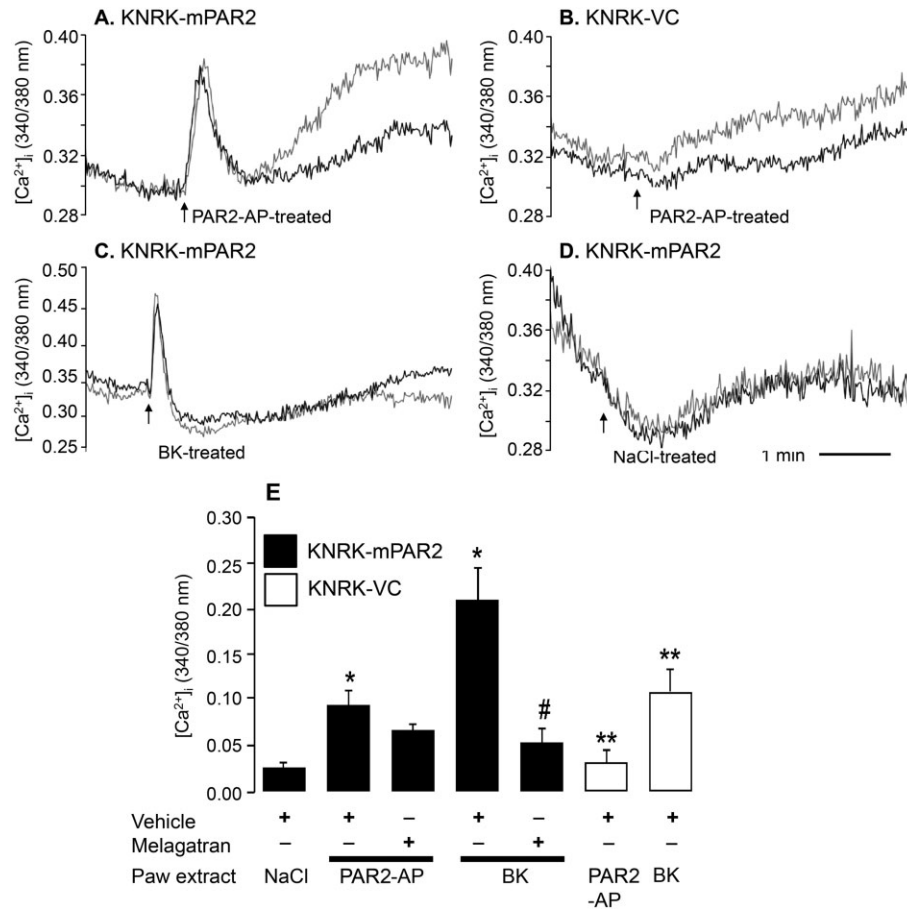 A. KNRK-mPAR2
[Ca²⁺]ᵢ (340/380 nm)
0.40
0.36
0.32
0.28
PAR2-AP-treated
B. KNRK-VC
[Ca²⁺]ᵢ (340/380 nm)
0.40
0.36
0.32
0.28
PAR2-AP-treated
C. KNRK-mPAR2
[Ca²⁺]ᵢ (340/380 nm)
0.50
0.45
0.40
0.35
0.30
0.25
BK-treated
D. KNRK-mPAR2
[Ca²⁺]ᵢ (340/380 nm)
0.40
0.36
0.32
0.28
NaCl-treated
1 min
E
[Ca²⁺]ᵢ (340/380 nm)
0.30
0.25
0.20
0.15
0.10
0.05
0.00
KNRK-mPAR2
KNRK-VC
*
*
#
**
**
Vehicle + + – + – + +
Melagatran – – + – + – –
Paw extract NaCl PAR2-AP BK PAR2 BK
-AP